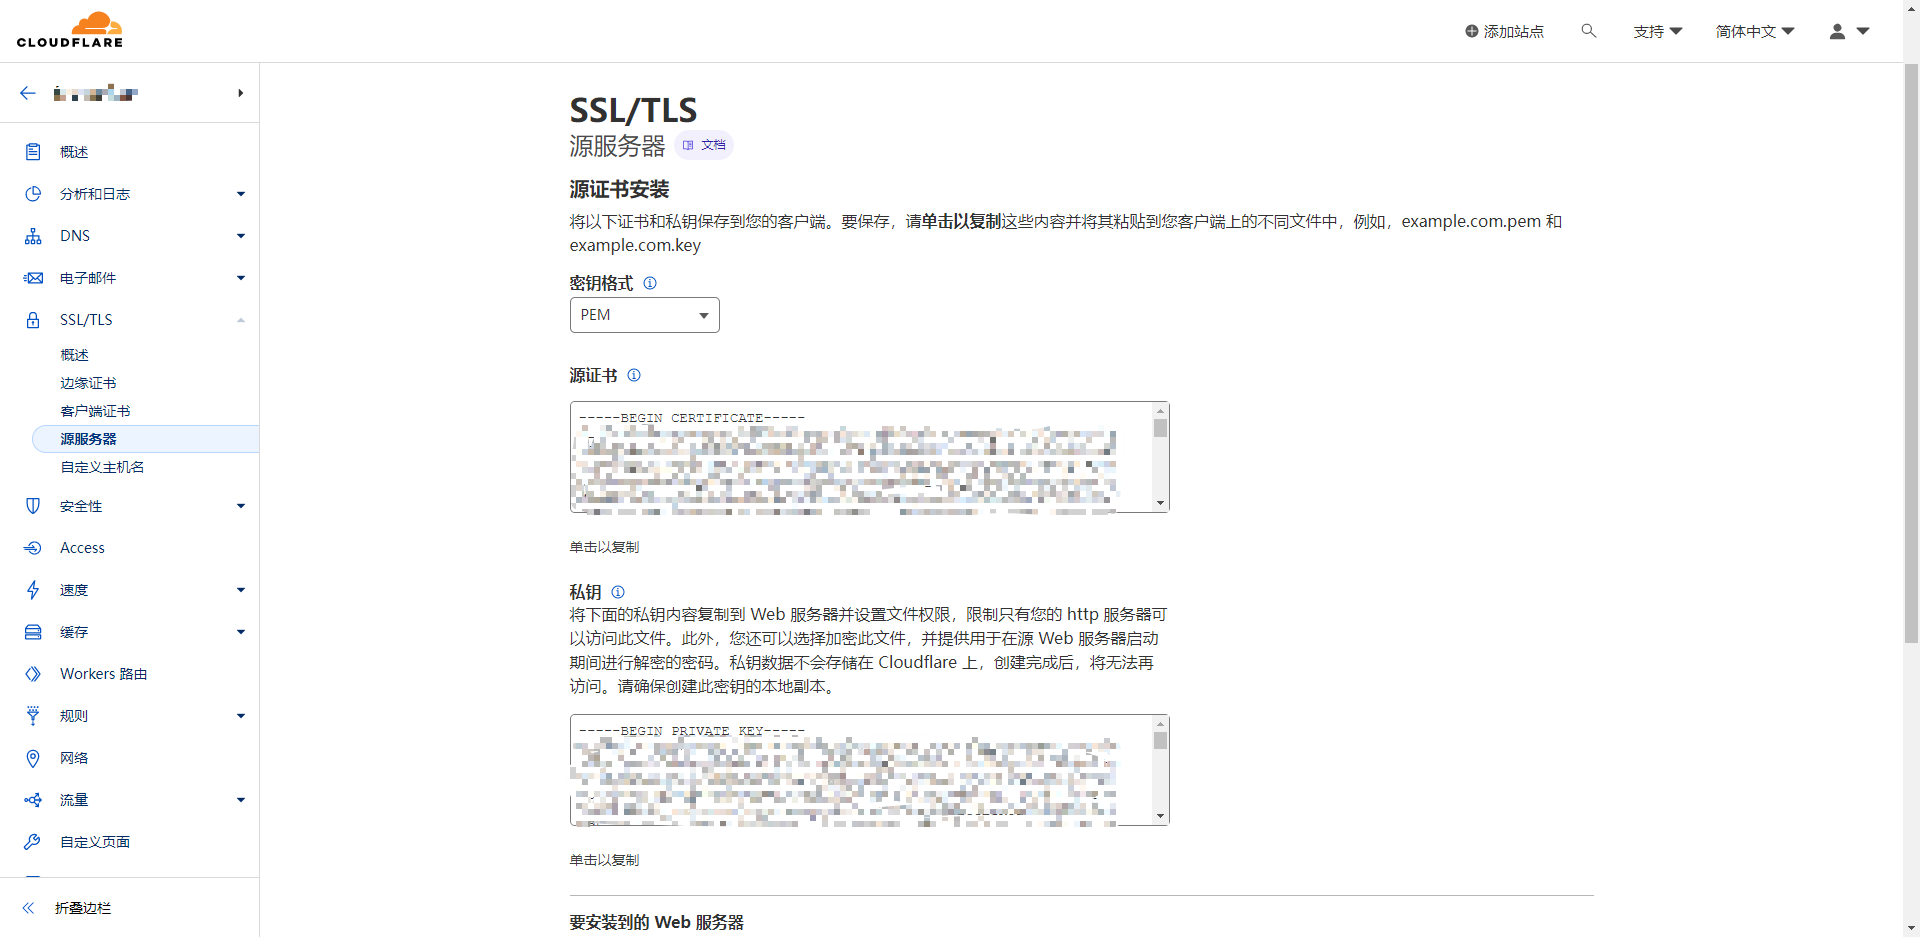 CLOUDFLARE
添加站点
支持
简体中文
概述
分析和日志
DNS
电子邮件
SSL/TLS
概述
边缘证书
客户端证书
源服务器
自定义主机名
安全性
Access
速度
缓存
Workers 路由
规则
网络
流量
自定义页面
折叠边栏
SSL/TLS
源服务器
文档
源证书安装
将以下证书和私钥保存到您的客户端。要保存，请单击以复制这些内容并将其粘贴到您客户端上的不同文件中，例如，example.com.pem 和
example.com.key
密钥格式
PEM
源证书
-----BEGIN CERTIFICATE-----
单击以复制
私钥
将下面的私钥内容复制到 Web 服务器并设置文件权限，限制只有您的 http 服务器可
以访问此文件。此外，您还可以选择加密此文件，并提供用于在源 Web 服务器启动
期间进行解密的密码。私钥数据不会存储在 Cloudflare 上，创建完成后，将无法再
访问。请确保创建此密钥的本地副本。
-----BEGIN PRIVATE KEY-----
单击以复制
要安装到的 Web 服务器